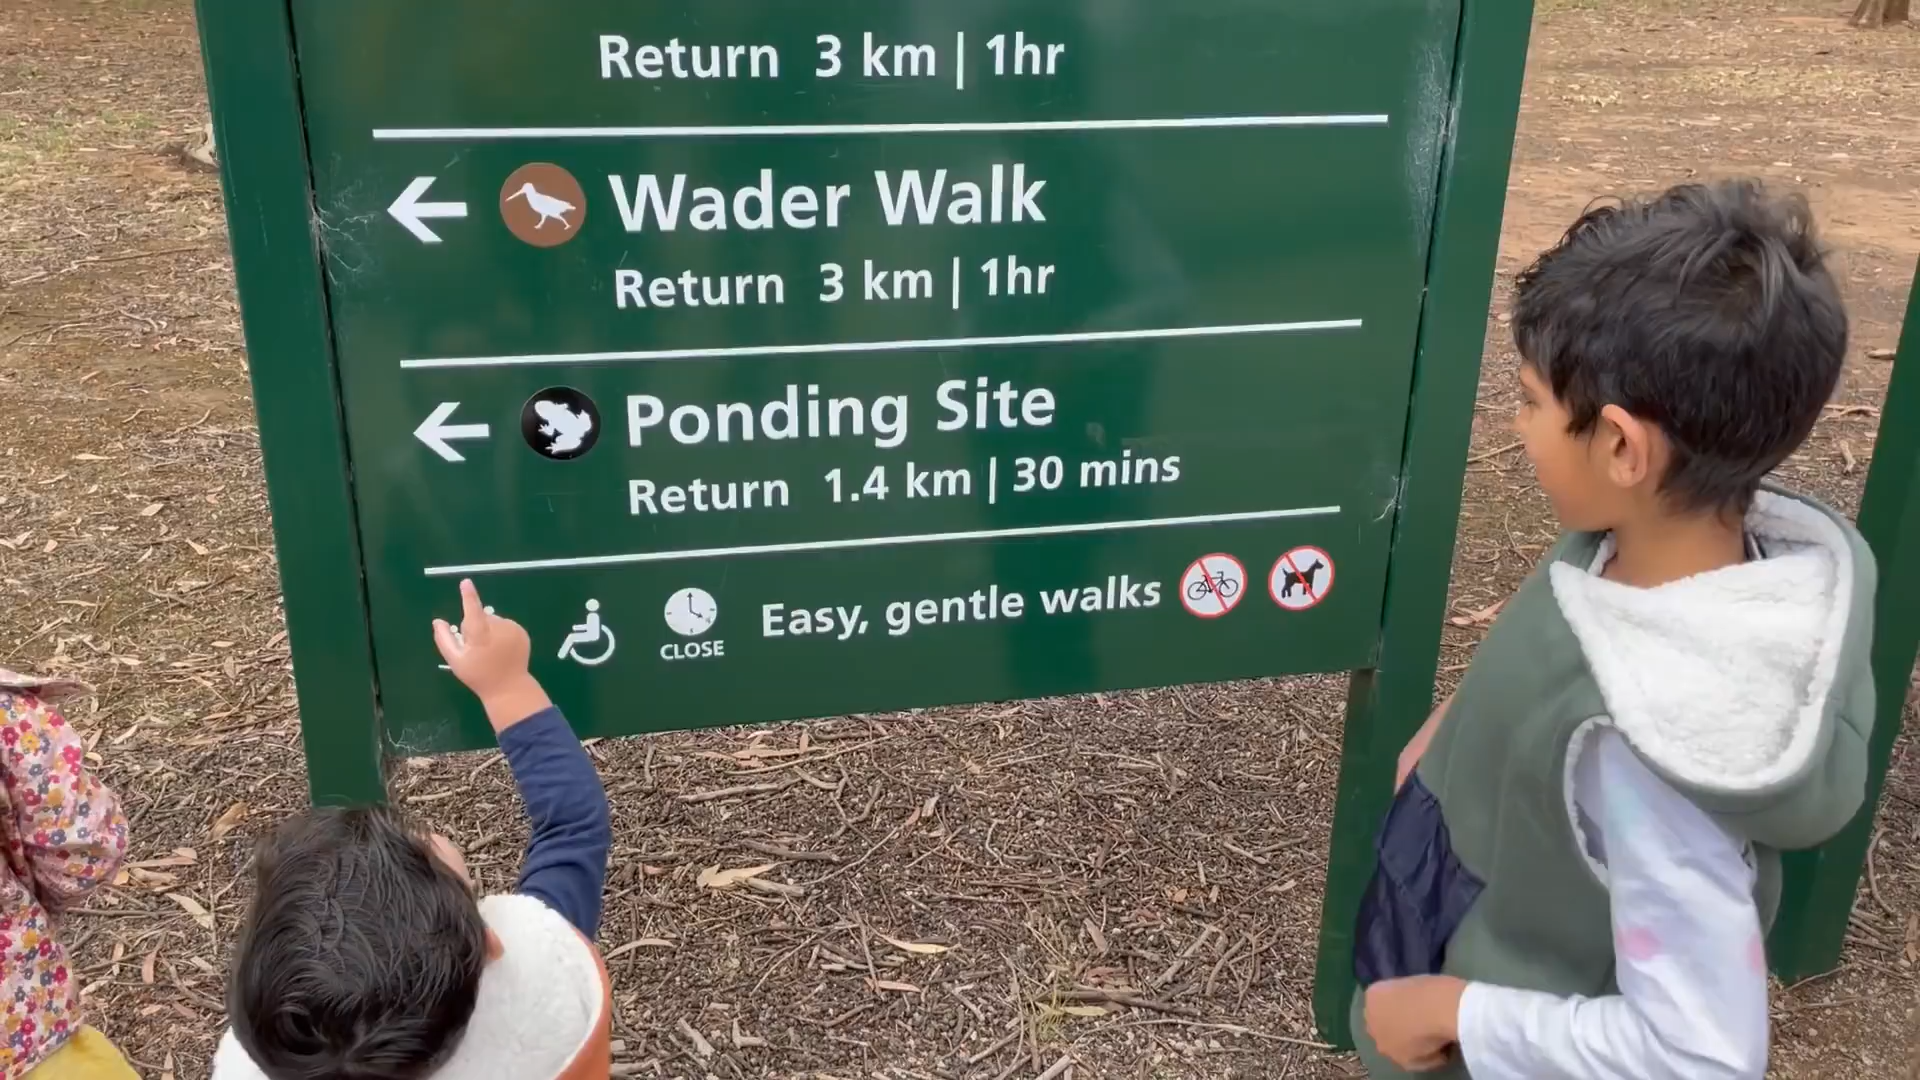 Return 3 km | 1hr
Wader Walk
Return 3 km | 1hr
Ponding Site
Return 1.4 km | 30 mins
CLOSE
Easy, gentle walks